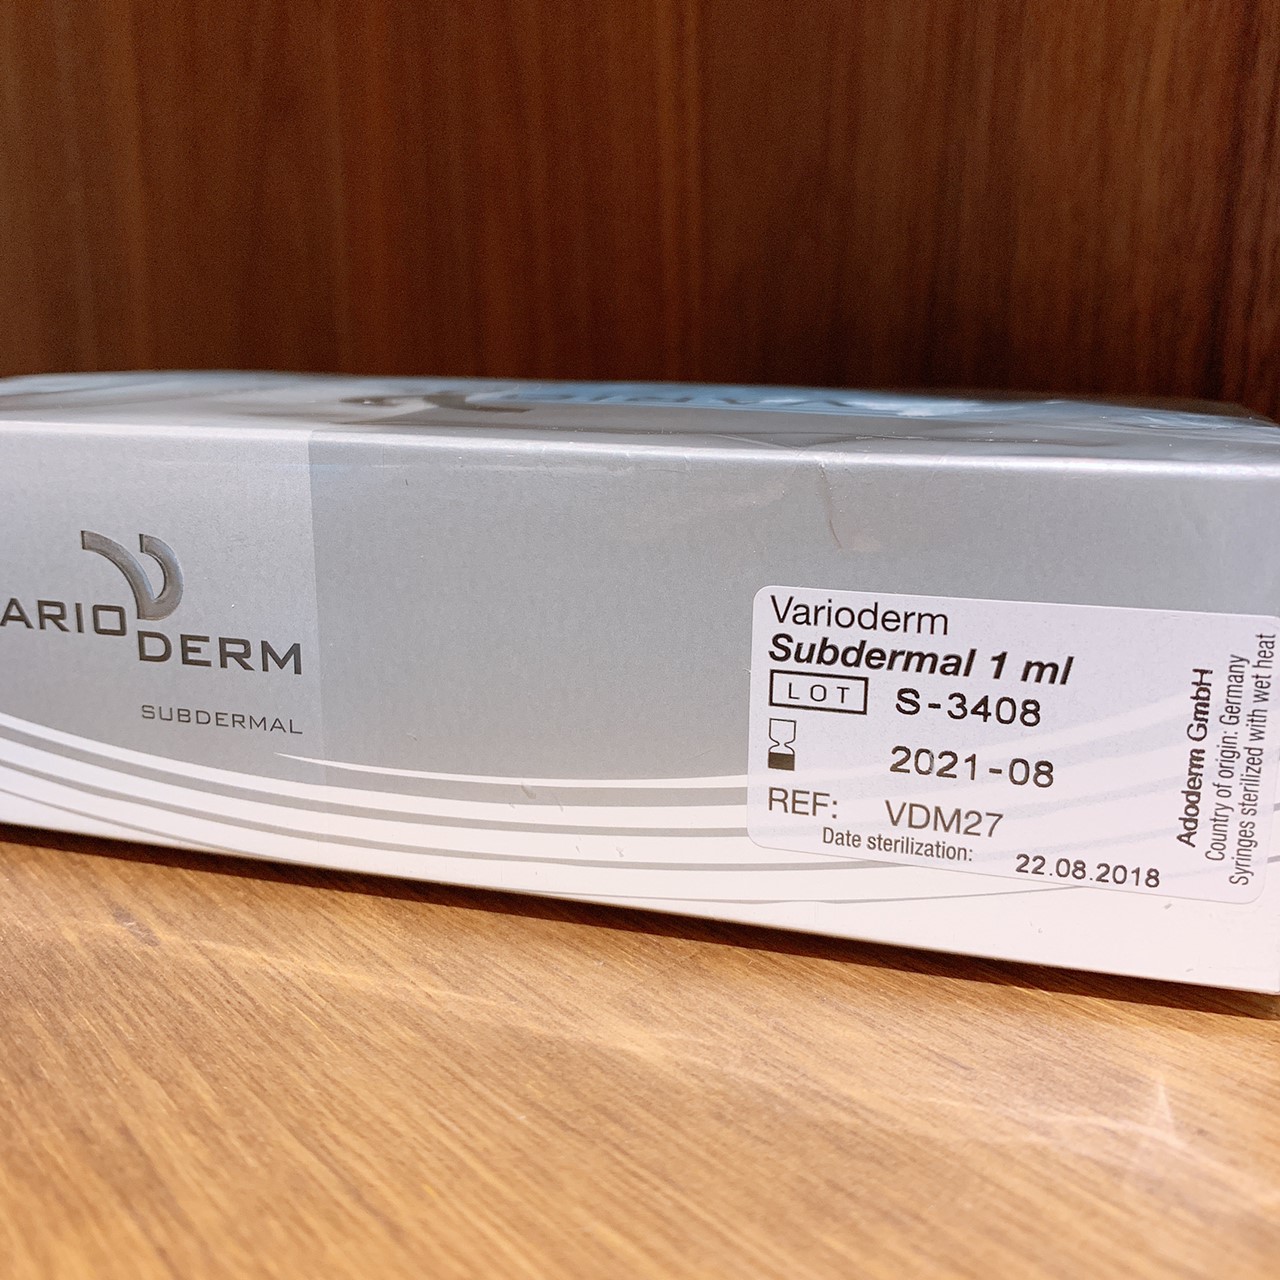 ARIO
DERM
SUBDERMAL
Varioderm
Subdermal 1 ml
LOT S-3408
2021-08
REF: VDM27
Date sterilization: 22.08.2018
Adoderm GmbH
Country of origin: Germany
Syringes sterilized with wet heat